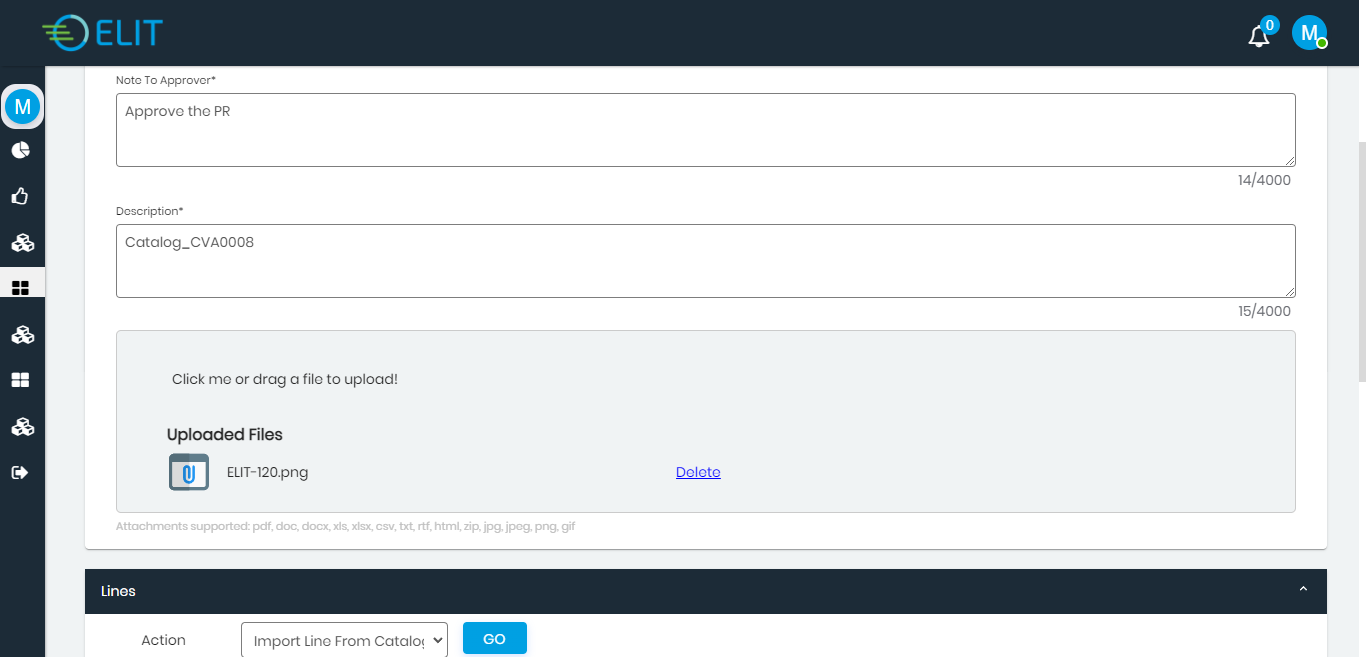 ELIT
0
M
M
Note To Approver*
Approve the PR
14/4000
Description*
Catalog_CVA0008
15/4000
Click me or drag a file to upload!
Uploaded Files
ELIT-120.png Delete
Attachments supported: pdf, doc, docx, xls, xlsx, csv, txt, rtf, html, zip, jpg, jpeg, png, gif
Lines
Action Import Line From Catalog GO